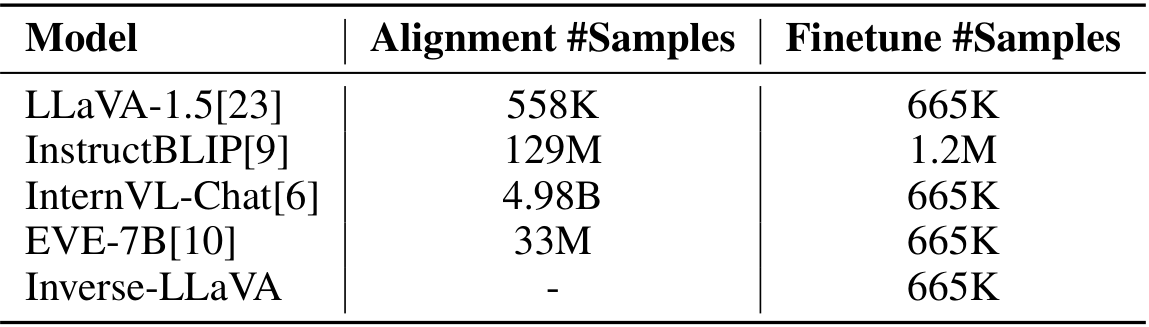 Model Alignment #Samples Finetune #Samples
LLaVA-1.5[23] 558K 665K
InstructBLIP[9] 129M 1.2M
InternVL-Chat[6] 4.98B 665K
EVE-7B[10] 33M 665K
Inverse-LLaVA - 665K